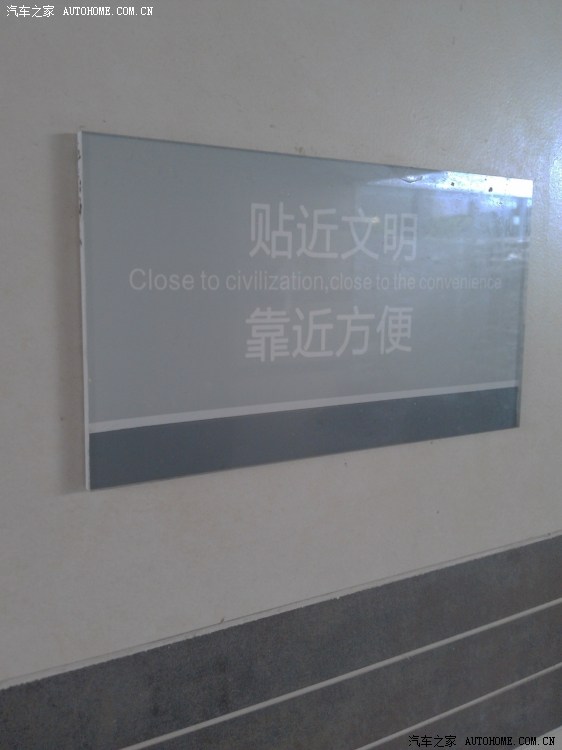 汽车之家 AUTOHOME.COM.CN
贴近文明
Close to civilization,close to the convenience
靠近方便
汽车之家 AUTOHOME.COM.CN